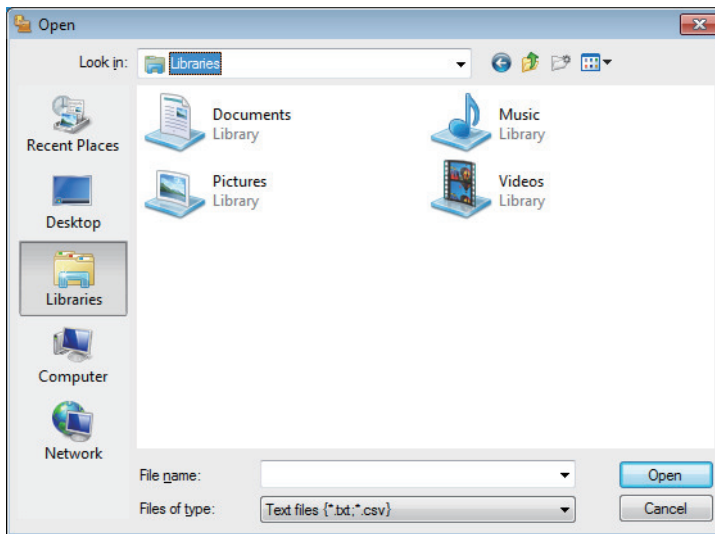 Open
Look in:
Libraries
Recent Places
Desktop
Libraries
Computer
Network
Documents
Library
Music
Library
Pictures
Library
Videos
Library
File name:
Open
Files of type:
Text files {*.txt;*.csv}
Cancel